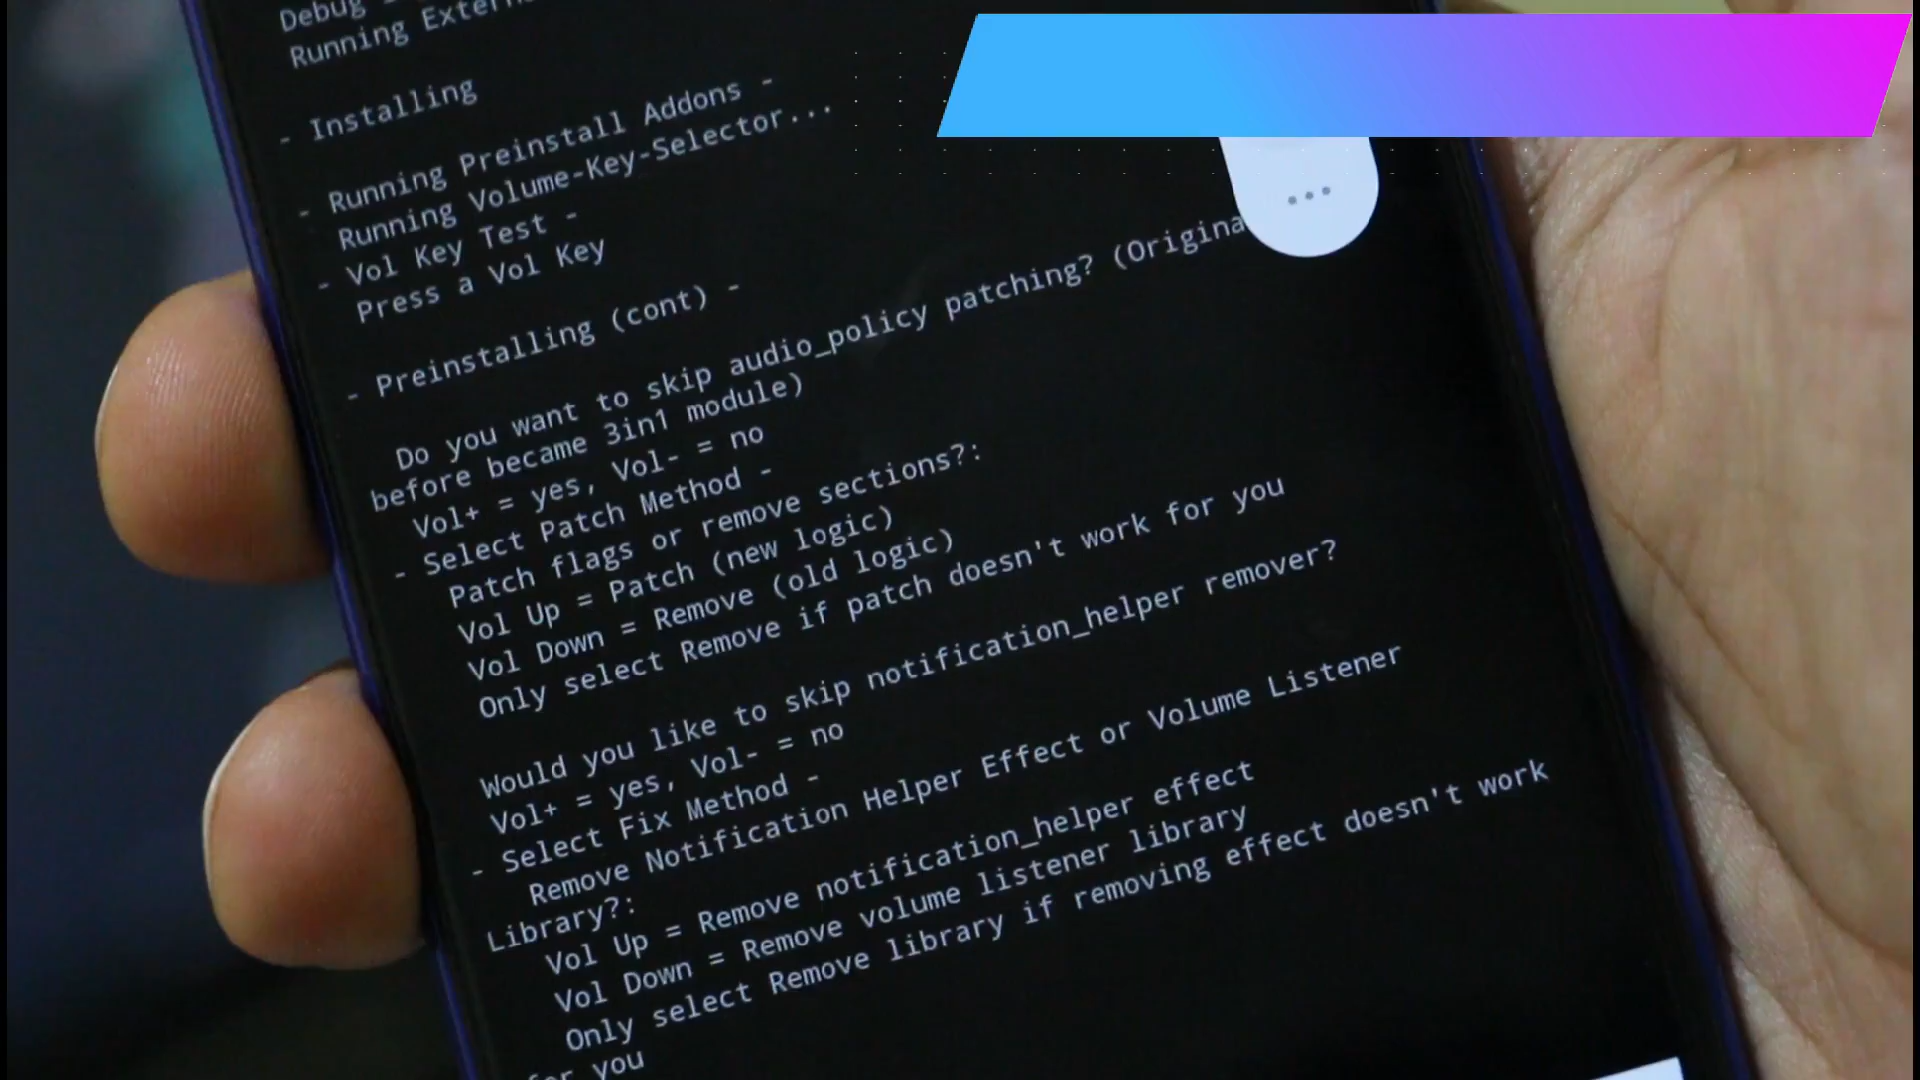 Debug
Running Extern
- Installing
- Running Preinstall Addons -
Running Volume-Key-Selector...
- Vol Key Test -
Press a Vol Key
- Preinstalling (cont) -
Do you want to skip audio_policy patching? (Origina
before became 3in1 module)
Vol+ = yes, Vol- = no
- Select Patch Method -
Patch flags or remove sections?:
Vol Up = Patch (new logic)
Vol Down = Remove (old logic)
Only select Remove if patch doesn't work for you
Would you like to skip notification_helper remover?
Vol+ = yes, Vol- = no
- Select Fix Method -
Remove Notification Helper Effect or Volume Listener
Library?:
Vol Up = Remove notification_helper effect
Vol Down = Remove volume listener library
Only select Remove library if removing effect doesn't work
for you